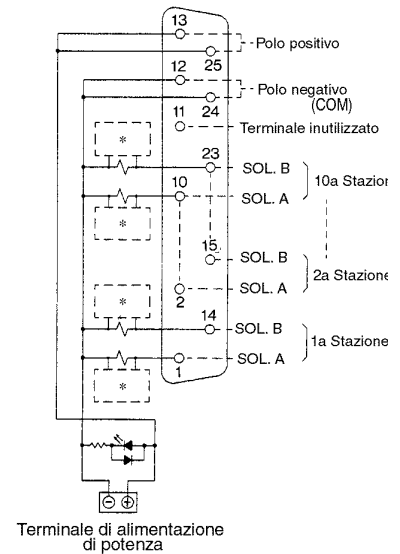 13
Polo positivo
25
12
Polo negativo
(COM)
24
11
Terminale inutilizzato
*
23
SOL. B
10a Stazion
10
SOL. A
*
15
SOL. B
2a Stazione
*
2
SOL. A
14
SOL. B
1a Stazione
SOL. A
1
*
⊖ ⊕
Terminale di alimentazione
di potenza